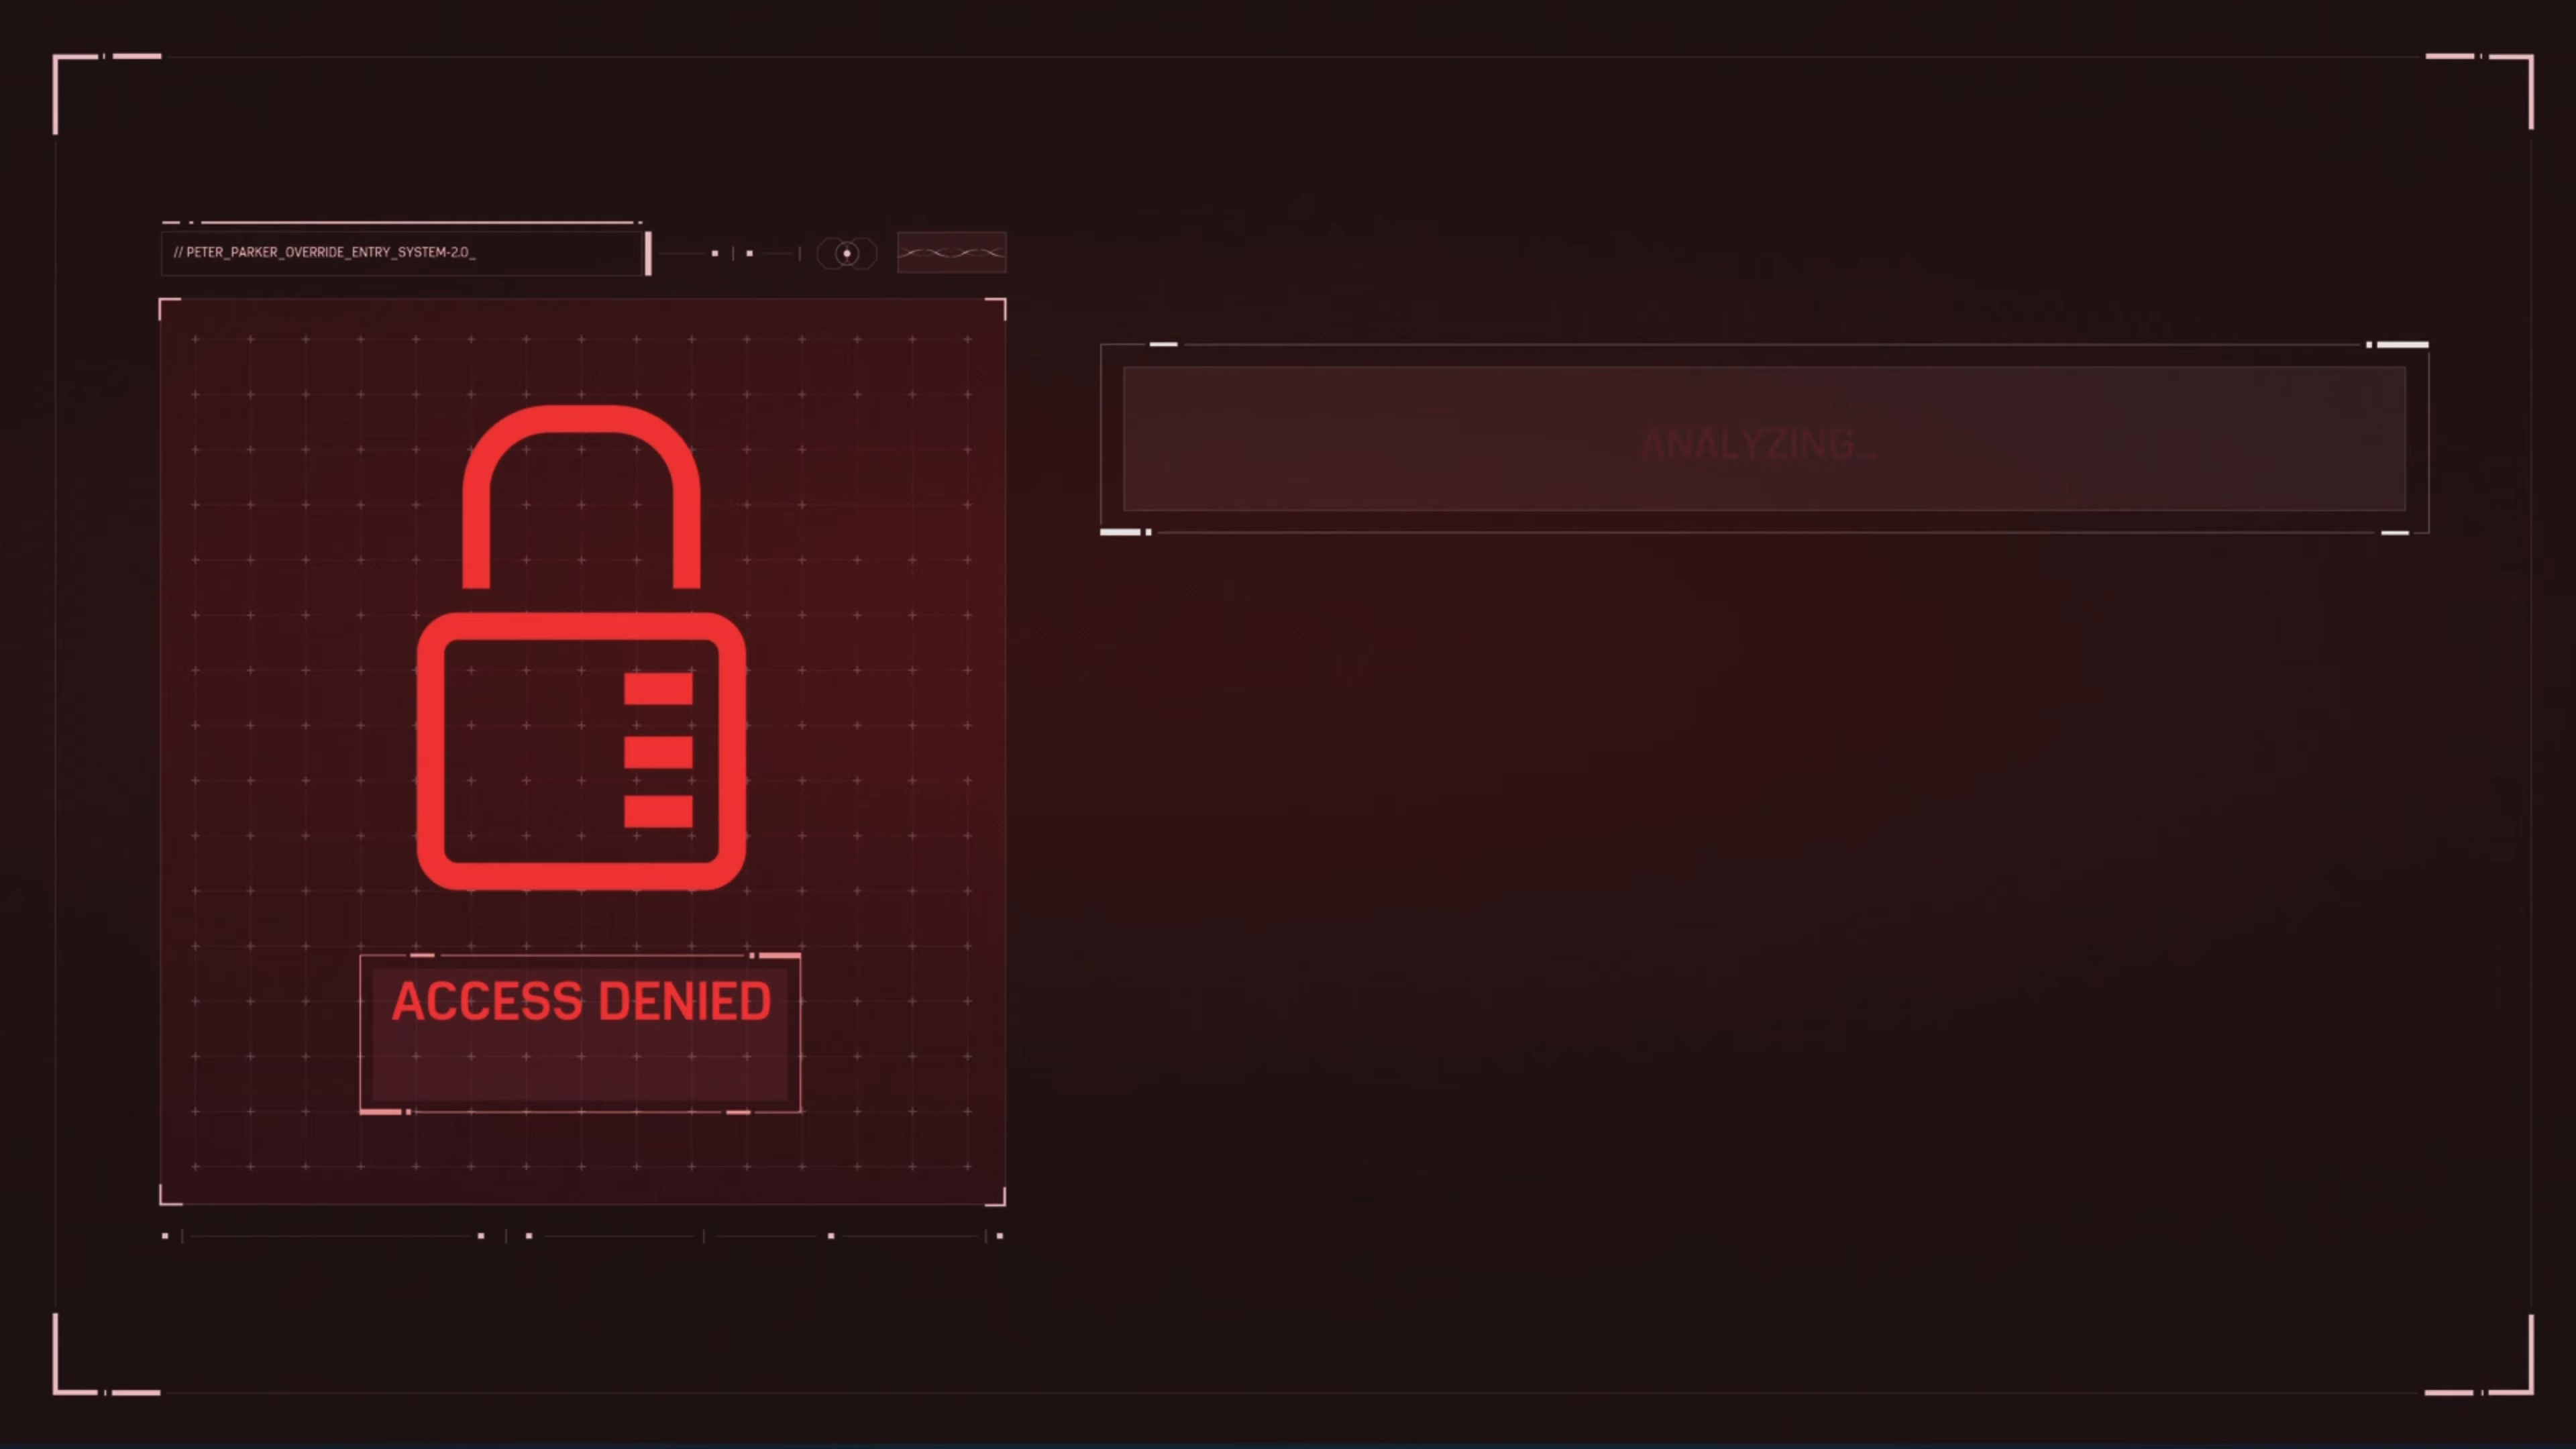 // PETER_PARKER_OVERRIDE_ENTRY_SYSTEM-2.0_
ANALYZING_
ACCESS DENIED